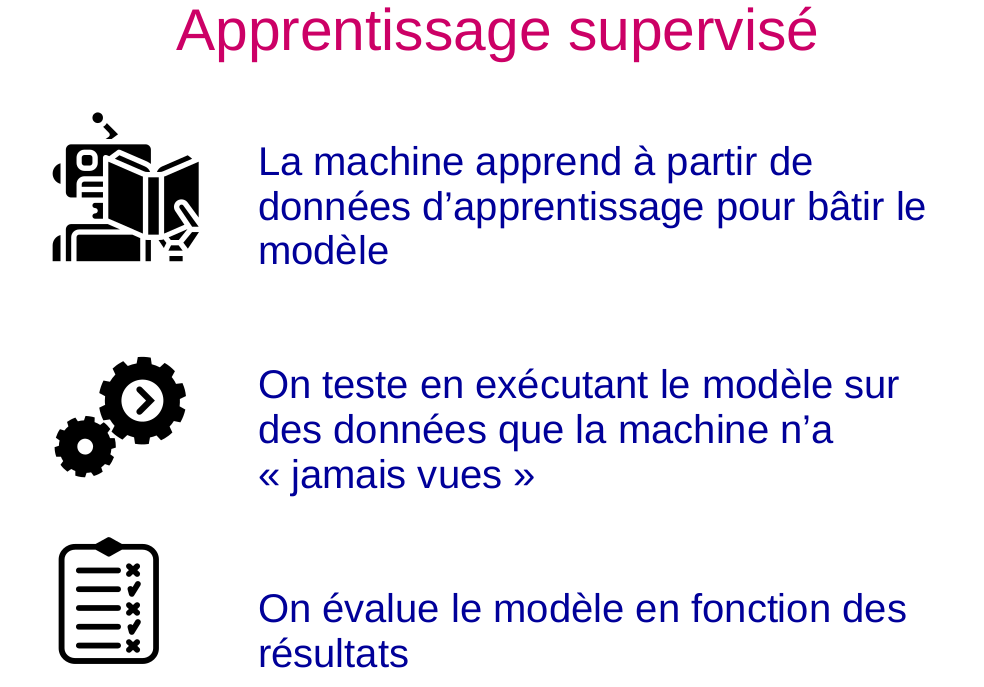 Apprentissage supervisé
La machine apprend à partir de
données d’apprentissage pour bâtir le
modèle
On teste en exécutant le modèle sur
des données que la machine n’a
« jamais vues »
On évalue le modèle en fonction des
résultats